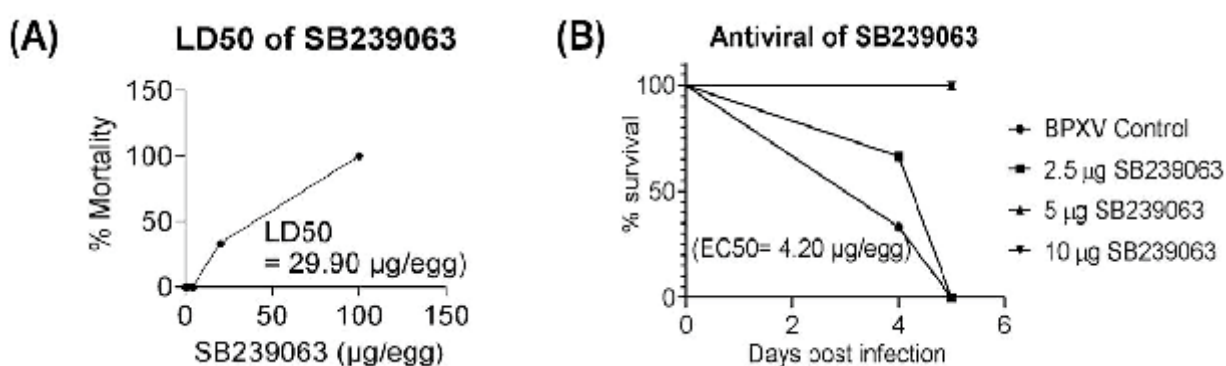 (A)
LD50 of SB239063
150
100
50
0
% Mortality
LD50
= 29.90 µg/egg)
0 50 100 150
SB239063 (µg/egg)
(B)
Antiviral of SB239063
100
50
0
% survival
(EC50= 4.20 µg/egg)
0 2 4 6
Days post infection
BPXV Control
2.5 µg SB239063
5 µg SB239063
10 µg SB239063